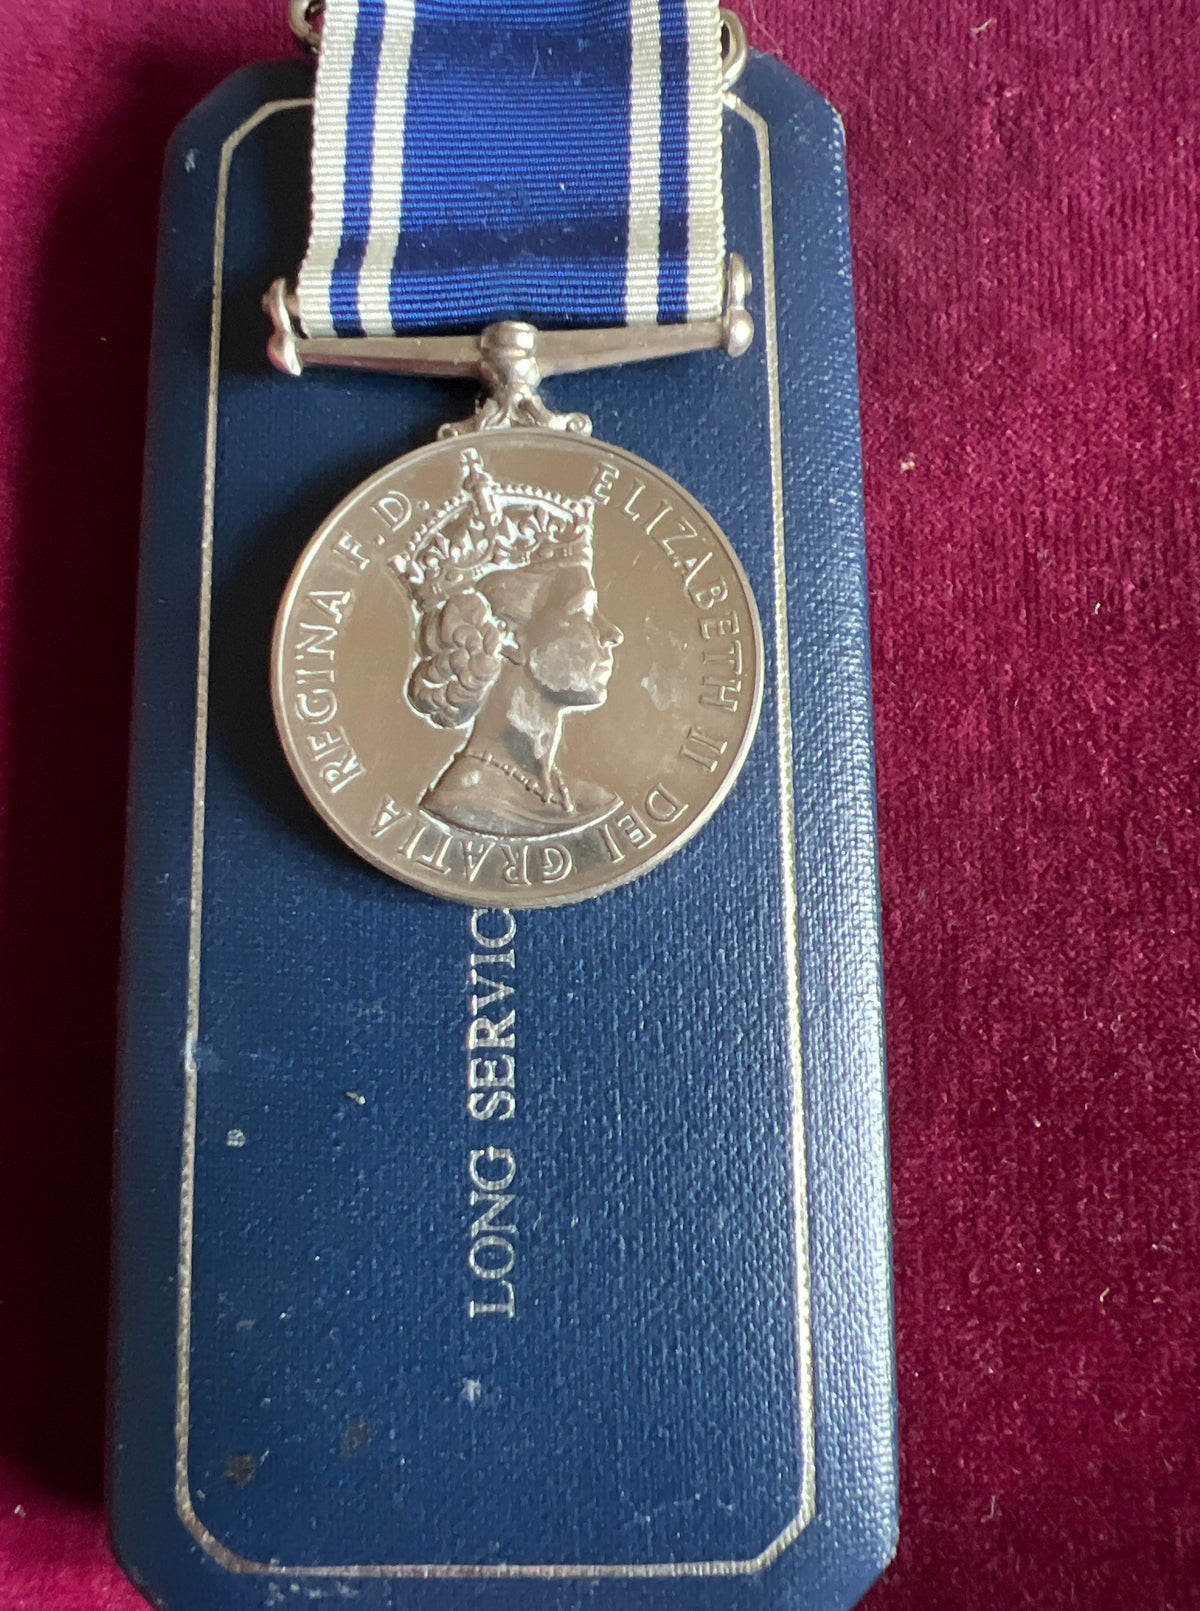 ELIZABETH II DEI GRATIA REGINA F.D.
LONG SERVIC